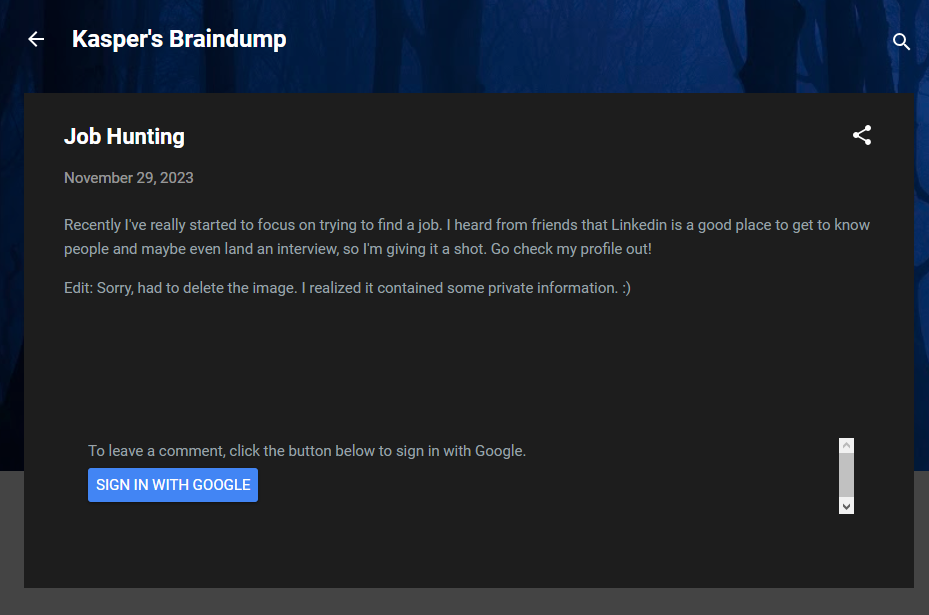 Kasper's Braindump
Job Hunting
November 29, 2023
Recently I've really started to focus on trying to find a job. I heard from friends that Linkedin is a good place to get to know
people and maybe even land an interview, so I'm giving it a shot. Go check my profile out!
Edit: Sorry, had to delete the image. I realized it contained some private information. :)
To leave a comment, click the button below to sign in with Google.
SIGN IN WITH GOOGLE